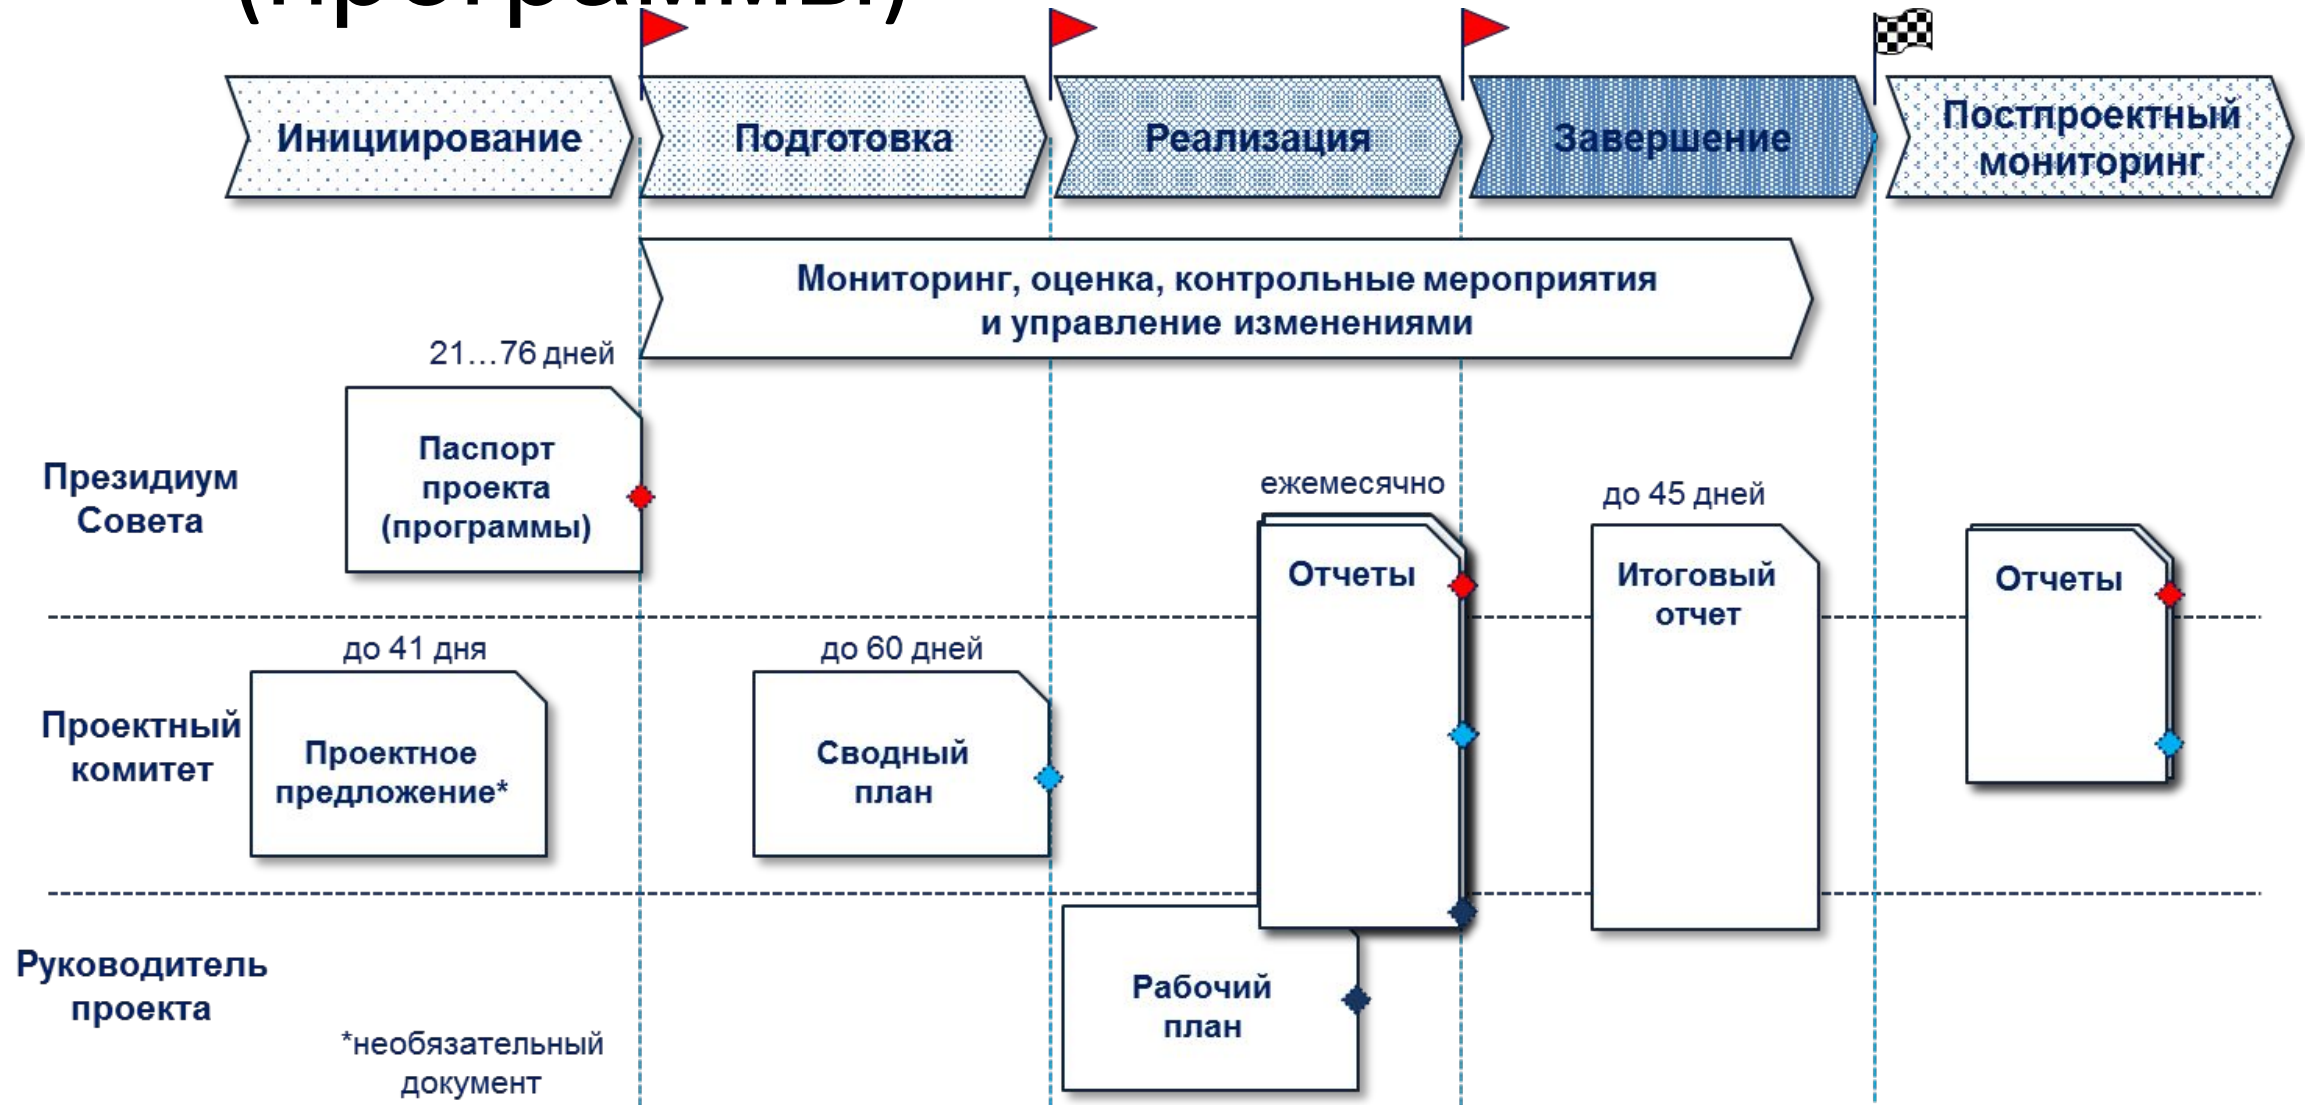 (программы)
Инициирование
Подготовка
Реализация
Завершение
Постпроектный
мониторинг
Мониторинг, оценка, контрольные мероприятия
и управление изменениями
21...76 дней
Паспорт
проекта
(программы)
Президиум
Совета
ежемесячно
Отчеты
до 45 дней
Итоговый
отчет
Отчеты
до 41 дня
Проектный
комитет
Проектное
предложение*
до 60 дней
Сводный
план
Руководитель
проекта
Рабочий
план
*необязательный
документ